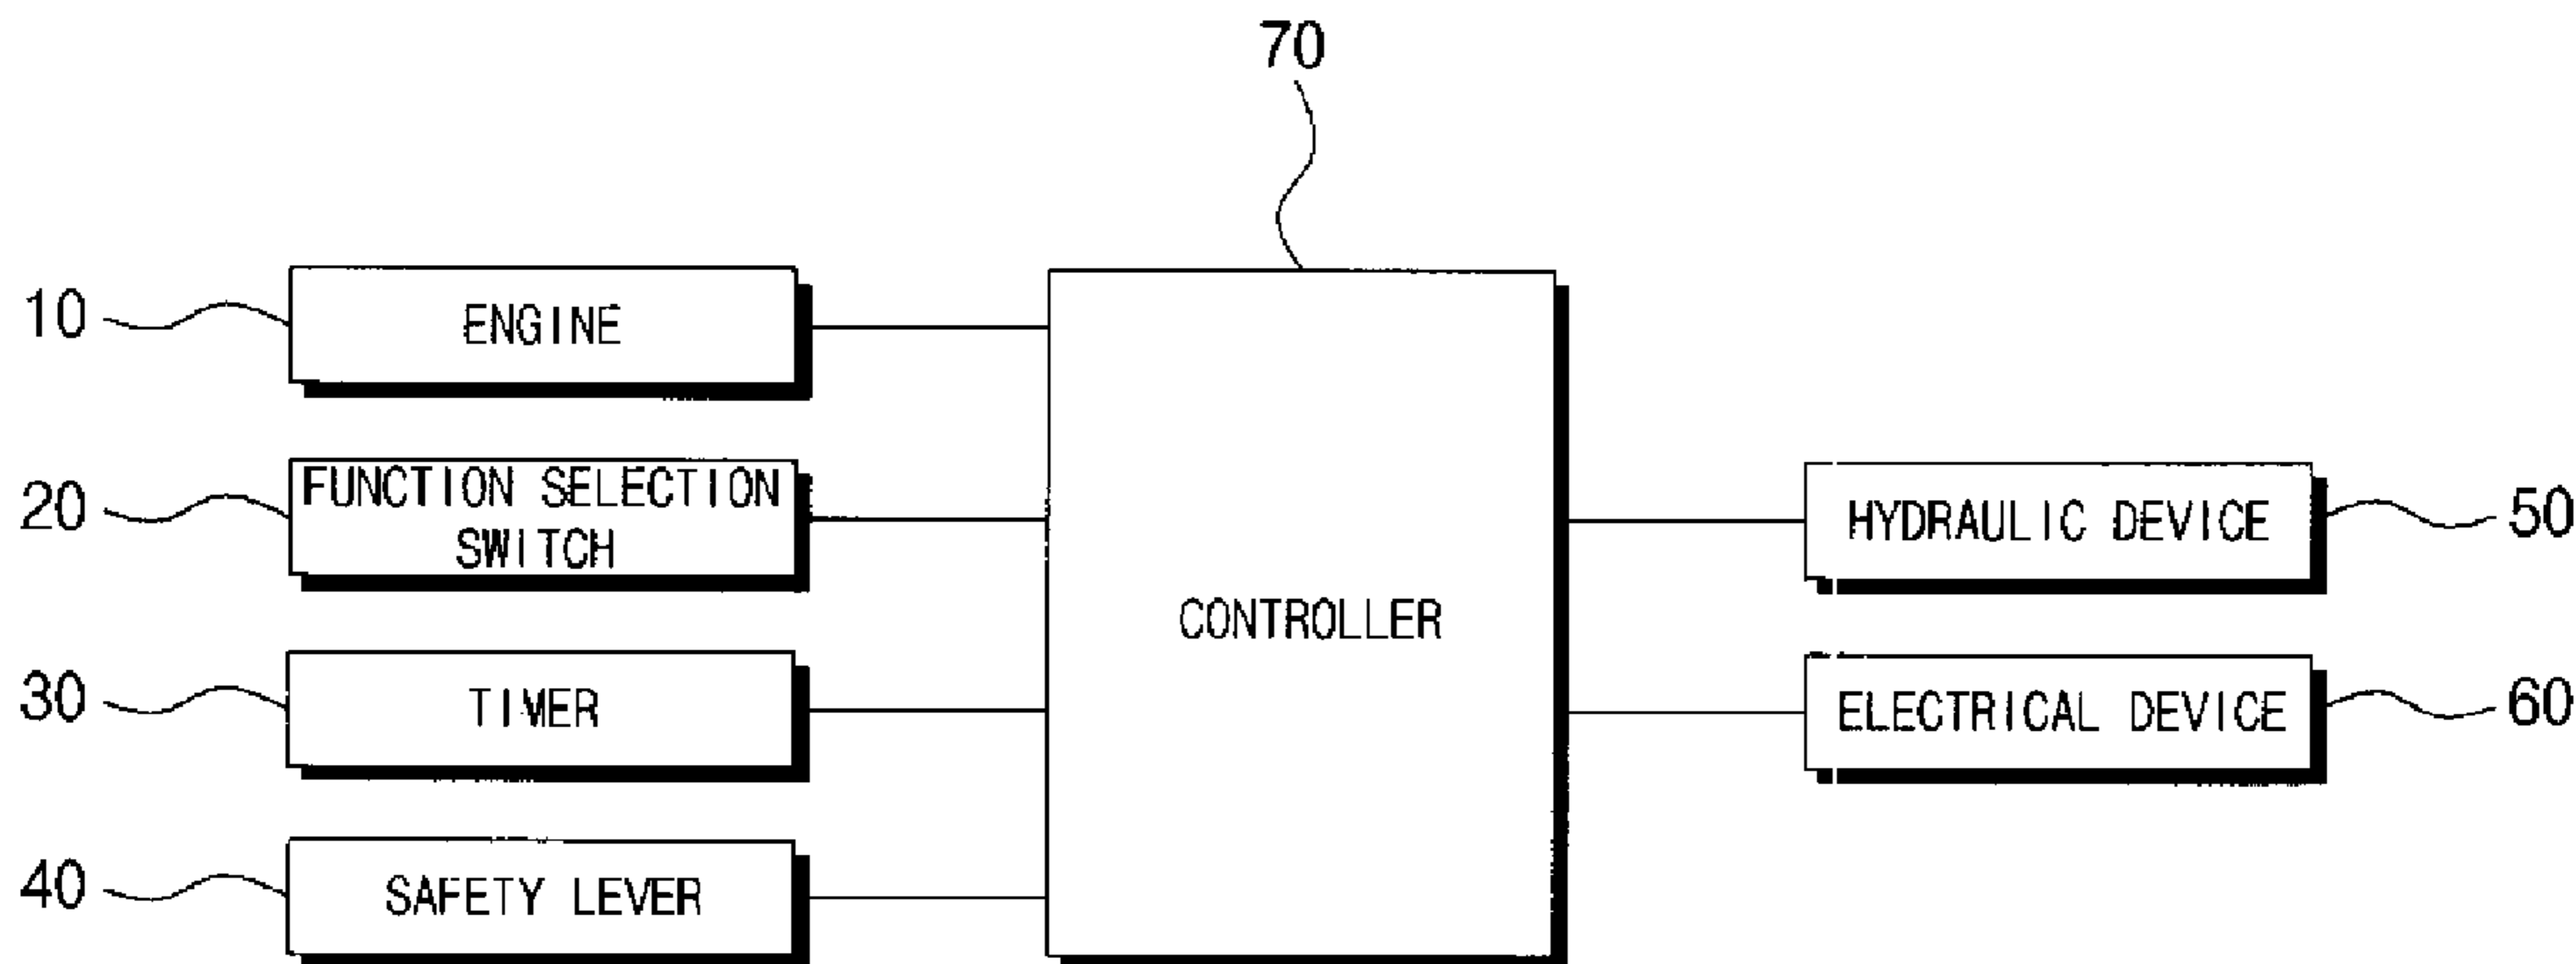 70
10
ENGINE
20
FUNCTION SELECTION
SWITCH
HYDRAULIC DEVICE
50
CONTROLLER
30
TIMER
ELECTRICAL DEVICE
60
40
SAFETY LEVER